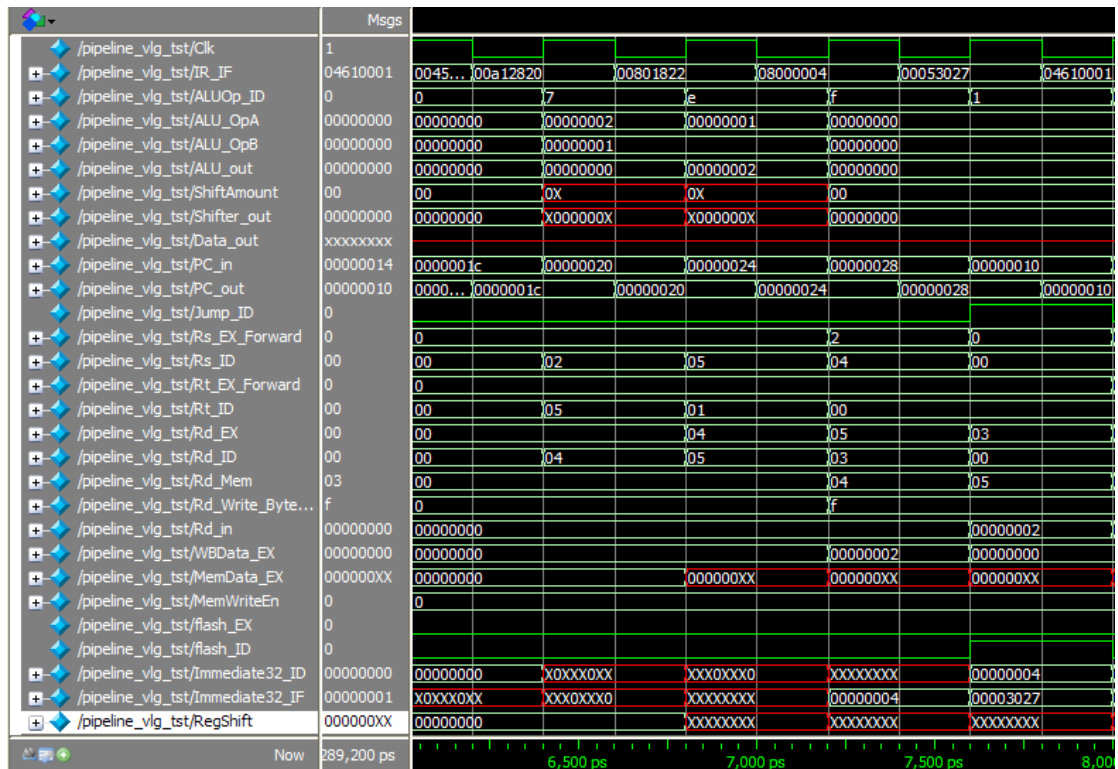 Msgs
/pipeline_vlg_tst/Clk 1
/pipeline_vlg_tst/IR_IF 04610001 0045... 00a12820 00801822 08000004 00053027 04610001
/pipeline_vlg_tst/ALUOp_ID 0 0 7 e f 1
/pipeline_vlg_tst/ALU_OpA 00000000 00000000 00000002 00000001 00000000
/pipeline_vlg_tst/ALU_OpB 00000000 00000000 00000001 00000000
/pipeline_vlg_tst/ALU_out 00000000 00000000 00000000 00000002 00000000
/pipeline_vlg_tst/ShiftAmount 00 00 0X 0X 00
/pipeline_vlg_tst/Shifter_out 00000000 00000000 X000000X X000000X 00000000
/pipeline_vlg_tst/Data_out xxxxxxxx
/pipeline_vlg_tst/PC_in 00000014 0000001c 00000020 00000024 00000028 00000010
/pipeline_vlg_tst/PC_out 00000010 0000... 0000001c 00000020 00000024 00000028 00000010
/pipeline_vlg_tst/Jump_ID 0
/pipeline_vlg_tst/Rs_EX_Forward 0 0 2 0
/pipeline_vlg_tst/Rs_ID 00 00 02 05 04 00
/pipeline_vlg_tst/Rt_EX_Forward 0 0
/pipeline_vlg_tst/Rt_ID 00 00 05 01 00
/pipeline_vlg_tst/Rd_EX 00 00 04 05 03
/pipeline_vlg_tst/Rd_ID 00 00 04 05 03 00
/pipeline_vlg_tst/Rd_Mem 03 00 04 05
/pipeline_vlg_tst/Rd_Write_Byte... f 0 f
/pipeline_vlg_tst/Rd_in 00000000 00000000 00000002
/pipeline_vlg_tst/WBData_EX 00000000 00000000 00000002 00000000
/pipeline_vlg_tst/MemData_EX 000000XX 00000000 000000XX 000000XX 000000XX
/pipeline_vlg_tst/MemWriteEn 0 0
/pipeline_vlg_tst/flash_EX 0
/pipeline_vlg_tst/flash_ID 0
/pipeline_vlg_tst/Immediate32_ID 00000000 00000000 X0XXX0XX XXX0XXX0 XXXXXXXX 00000004
/pipeline_vlg_tst/Immediate32_IF 00000001 X0XXX0XX XXX0XXX0 XXXXXXXX 00000004 00003027
/pipeline_vlg_tst/RegShift 000000XX 00000000 XXXXXXXX XXXXXXXX XXXXXXXX
Now 289,200 ps 6,500 ps 7,000 ps 7,500 ps 8,00